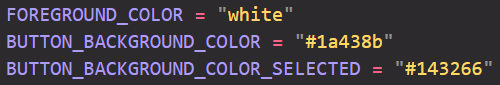 FOREGROUND_COLOR = "white"
BUTTON_BACKGROUND_COLOR = "#1a438b"
BUTTON_BACKGROUND_COLOR_SELECTED = "#143266"